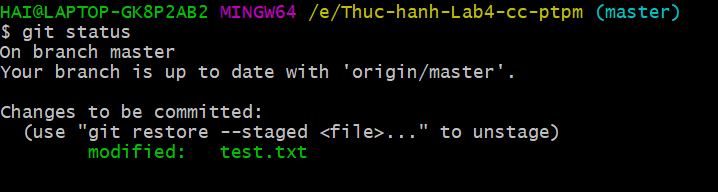 HAI@LAPTOP-GK8P2AB2 MINGW64 /e/Thuc-hanh-Lab4-cc-ptpm (master)
$ git status
On branch master
Your branch is up to date with 'origin/master'.

Changes to be committed:
  (use "git restore --staged <file>..." to unstage)
        modified:   test.txt